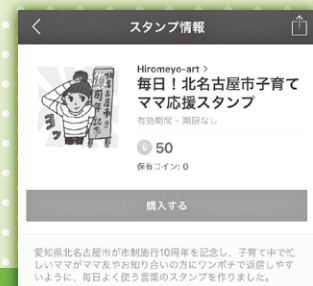 スタンプ情報
Hiromeyo-art >
毎日！北名古屋市子育て
ママ応援スタンプ
有効期間 - 期限なし
L 50
保有コイン: 0
購入する
愛知県北名古屋市が市制施行10周年を記念し、子育て中で忙
しいママがママ友やお知り合いの方にワンポチで返信しやす
いように、毎日よく使う言葉のスタンプを作りました。